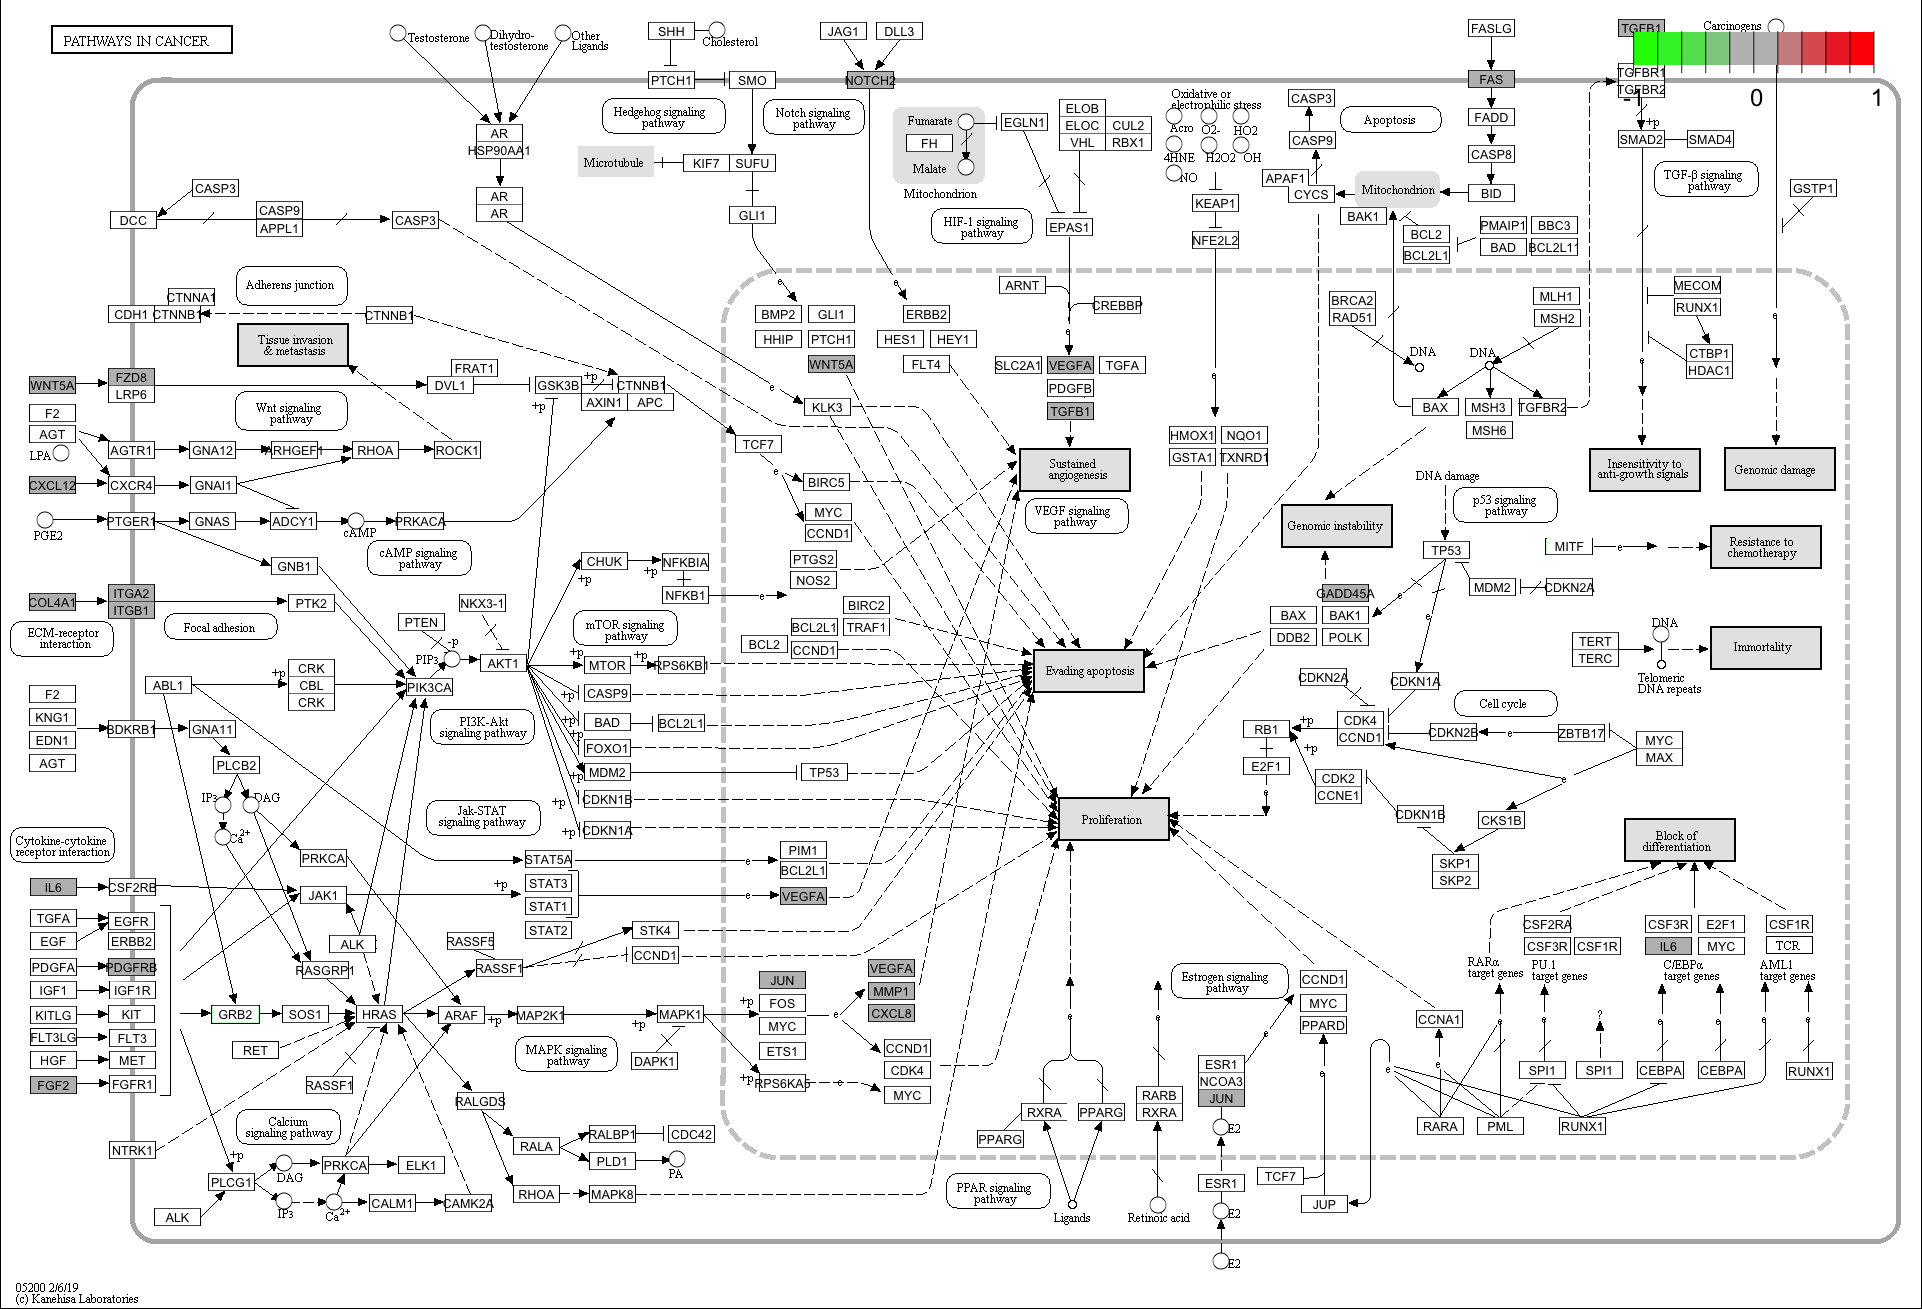 PATHWAYS IN CANCER
Testosterone
Dihydro-
testosterone
Other
Ligands
SHH
Cholesterol
JAG1
DLL3
FASLG
TGFB1
Carcinogens
PTCH1
SMO
NOTCH2
FAS
TGFBR1
TGFBR2
-1
0
1
Hedgehog signaling
pathway
Notch signaling
pathway
Fumarate
FH
Malate
Mitochondrion
EGLN1
ELOB
ELOC
CUL2
VHL
RBX1
Oxidative or
electrophilic stress
Acro
O2-
HO2
4HNE
H2O2
OH
NO
CASP3
CASP9
Apoptosis
FADD
CASP8
BID
+p
SMAD2
SMAD4
TGF-β signaling
pathway
GSTP1
AR
HSP90AA1
AR
AR
Microtubule
KIF7
SUFU
GLI1
HIF-1 signaling
pathway
EPAS1
KEAP1
NFE2L2
APAF1
CYCS
Mitochondrion
BAK1
BCL2
BCL2L1
PMAIP1
BBC3
BAD
BCL2L11
CASP3
DCC
CASP9
APPL1
CASP3
Adherens junction
CTNNA1
CDH1
CTNNB1
CTNNB1
Tissue invasion
& metastasis
e
e
BMP2
GLI1
HHIP
PTCH1
WNT5A
ERBB2
HES1
HEY1
FLT4
ARNT
CREBBP
e
SLC2A1
VEGFA
TGFA
PDGFB
TGFB1
BRCA2
RAD51
DNA
MLH1
MSH2
DNA
BAX
MSH3
TGFBR2
MSH6
MECOM
RUNX1
CTBP1
HDAC1
e
e
e
WNT5A
FZD8
LRP6
FRAT1
DVL1
GSK3B
+p
+p
CTNNB1
AXIN1
APC
e
KLK3
TCF7
e
F2
AGT
LPA
Wnt signaling
pathway
AGTR1
GNA12
ARHGEF1
RHOA
ROCK1
CXCL12
CXCR4
GNAI1
PGE2
PTGER1
GNAS
ADCY1
cAMP
PRKACA
cAMP signaling
pathway
GNB1
BIRC5
MYC
CCND1
PTGS2
NOS2
Sustained
angiogenesis
VEGF signaling
pathway
HMOX1
NQO1
GSTA1
TXNRD1
Insensitivity to
anti-growth signals
Genomic damage
DNA damage
p53 signaling
pathway
Genomic instability
TP53
MITF
e
Resistance to
chemotherapy
MDM2
CDKN2A
e
e
CHUK
NFKBIA
+p
+p
NFKB1
e
COL4A1
ITGA2
ITGB1
PTK2
ECM-receptor
interaction
Focal adhesion
NKX3-1
PTEN
-p
PIP3
AKT1
mTOR signaling
pathway
+p
MTOR
+p
RPS6KB1
BIRC2
BCL2L1
TRAF1
BCL2
CCND1
GADD45A
BAX
BAK1
DDB2
POLK
TERT
TERC
DNA
Telomeric
DNA repeats
Immortality
Evading apoptosis
ABL1
+p
CRK
CBL
CRK
PIK3CA
PI3K-Akt
signaling pathway
+p
CASP9
+p
BAD
BCL2L1
+p
FOXO1
+p
MDM2
TP53
+p
CDKN1B
+p
CDKN1A
F2
KNG1
EDN1
AGT
BDKRB1
GNA11
PLCB2
IP3
DAG
Ca2+
CDKN2A
CDKN1A
Cell cycle
RB1
+p
CDK4
CCND1
CDKN2B
e
ZBTB17
MYC
MAX
+p
E2F1
e
CDK2
CCNE1
e
CDKN1B
CKS1B
SKP1
SKP2
Proliferation
Block of
differentiation
Cytokine-cytokine
receptor interaction
Jak-STAT
signaling pathway
PRKCA
STAT5A
e
PIM1
BCL2L1
IL6
CSF2RB
JAK1
+p
STAT3
STAT1
STAT2
e
VEGFA
TGFA
EGF
EGFR
ERBB2
PDGFA
PDGFRB
IGF1
IGF1R
KITLG
KIT
FLT3LG
FLT3
HGF
MET
FGF2
FGFR1
ALK
RASGRP1
RASSF5
RASSF1
STK4
CCND1
GRB2
SOS1
HRAS
ARAF
+p
MAP2K1
+p
MAPK1
+p
JUN
FOS
MYC
ETS1
e
VEGFA
MMP1
CXCL8
CCND1
CDK4
MYC
+p
RPS6KA5
e
RET
RASSF1
MAPK signaling
pathway
DAPK1
RALGDS
Calcium
signaling pathway
NTRK1
RALA
RALBP1
CDC42
PLD1
PA
+p
PLCG1
DAG
PRKCA
ELK1
IP3
Ca2+
CALM1
CAMK2A
ALK
RHOA
MAPK8
Estrogen signaling
pathway
CCND1
MYC
PPARD
e
e
e
e
RXRA
PPARG
PPARG
RARB
RXRA
ESR1
NCOA3
JUN
E2
ESR1
E2
E2
PPAR signaling
pathway
Ligands
Retinoic acid
TCF7
JUP
CSF2RA
CSF3R
CSF1R
CSF3R
E2F1
IL6
MYC
CSF1R
TCR
RARα
target genes
PU.1
target genes
C/EBPα
target genes
AML1
target genes
CCNA1
e
e
e
e
?
e
e
e
e
SPI1
SPI1
CEBPA
CEBPA
RUNX1
e
RARA
PML
RUNX1
05200 2/6/19
(c) Kanehisa Laboratories